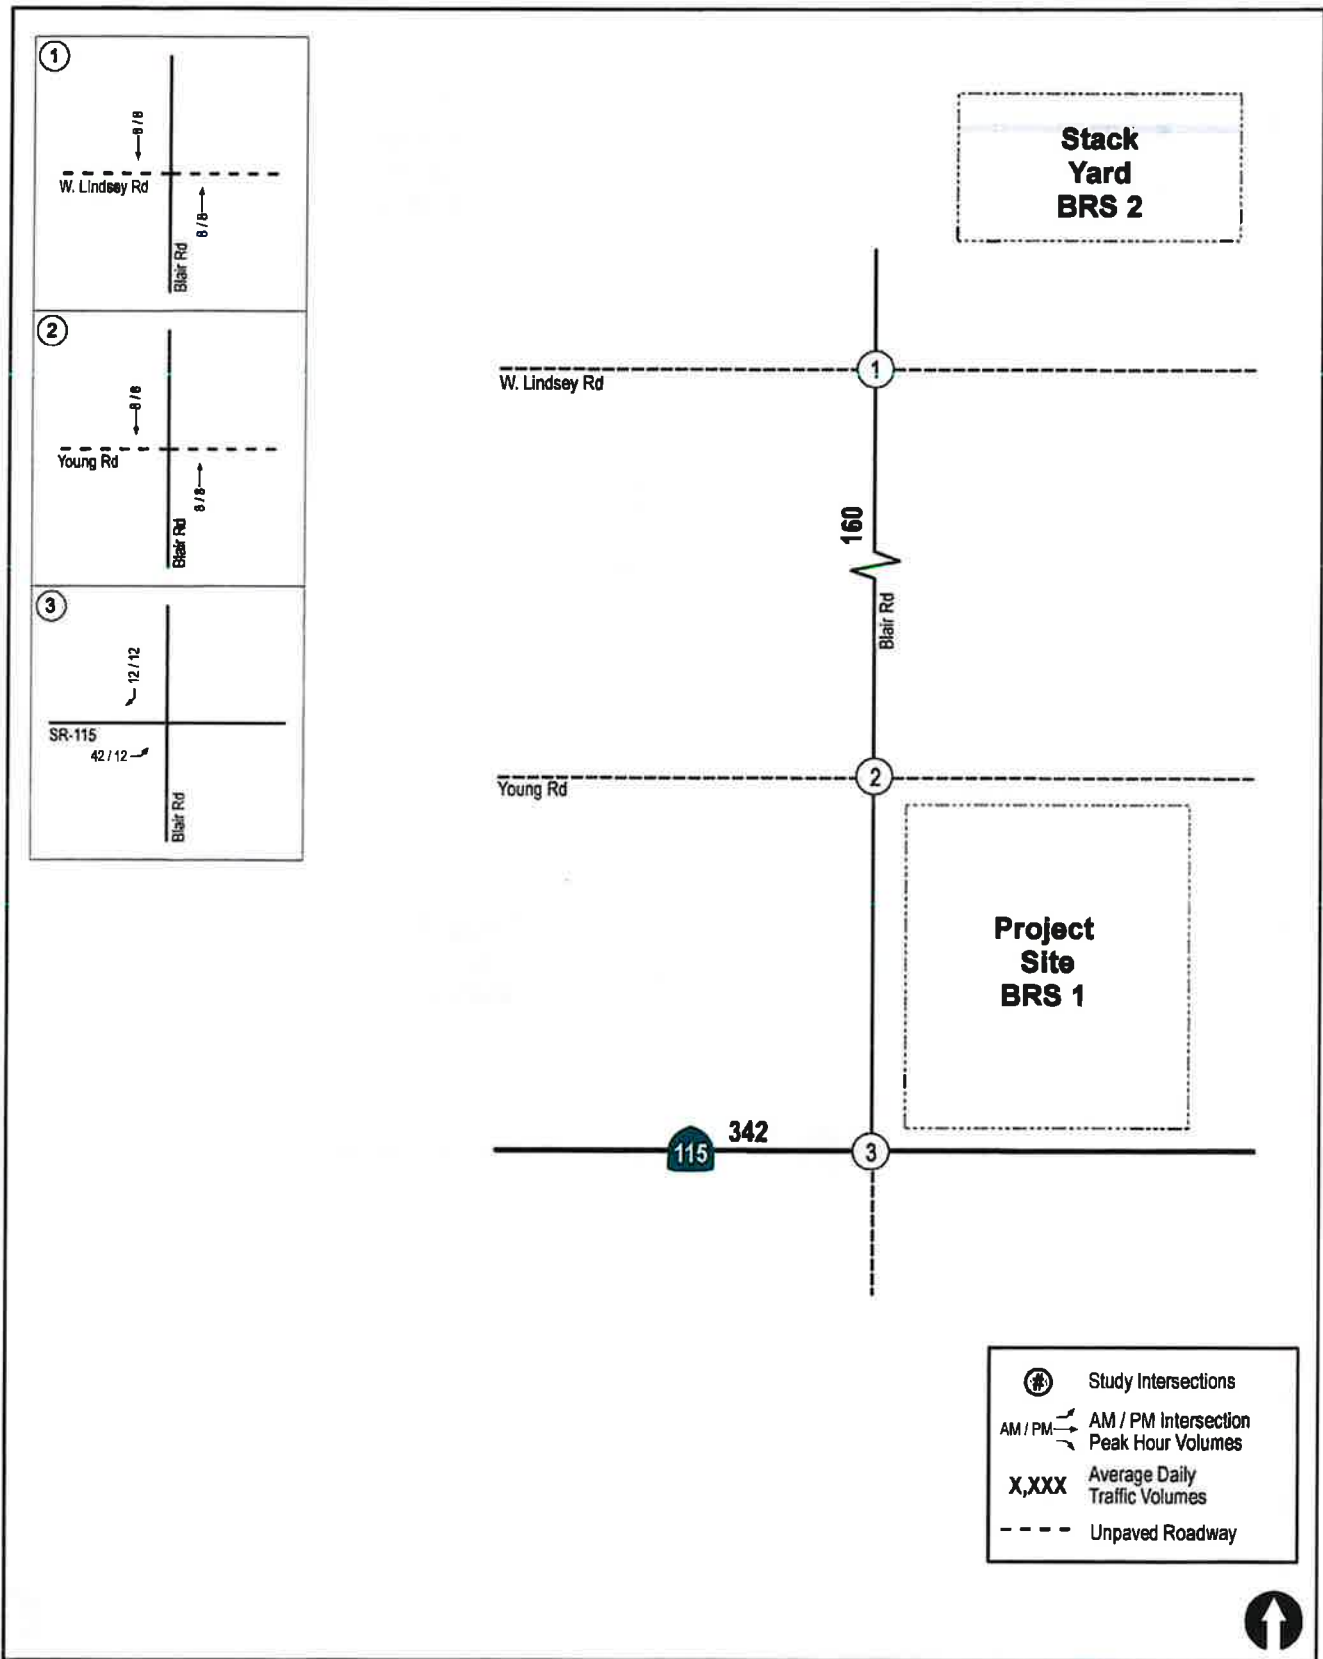 1
8 / 8
W. Lindsey Rd
8 / 8
Blair Rd
2
8 / 8
Young Rd
8 / 8
Blair Rd
3
12 / 12
SR-115
42 / 12
Blair Rd
Stack
Yard
BRS 2
1
W. Lindsey Rd
160
Blair Rd
2
Young Rd
Project
Site
BRS 1
115
342
3
# Study Intersections
AM / PM AM / PM Intersection
Peak Hour Volumes
X,XXX Average Daily
Traffic Volumes
Unpaved Roadway